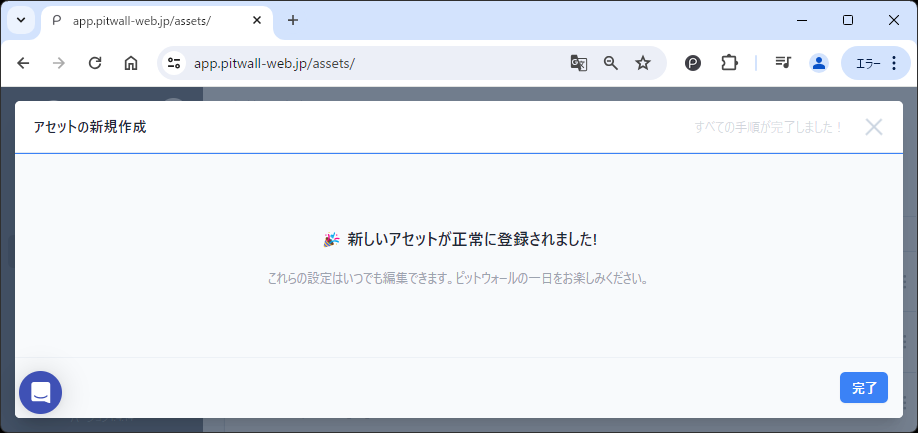 app.pitwall-web.jp/assets/
app.pitwall-web.jp/assets/
エラー
アセットの新規作成
すべての手順が完了しました！
🎉 新しいアセットが正常に登録されました!
これらの設定はいつでも編集できます。ピットウォールの一日をお楽しみください。
完了